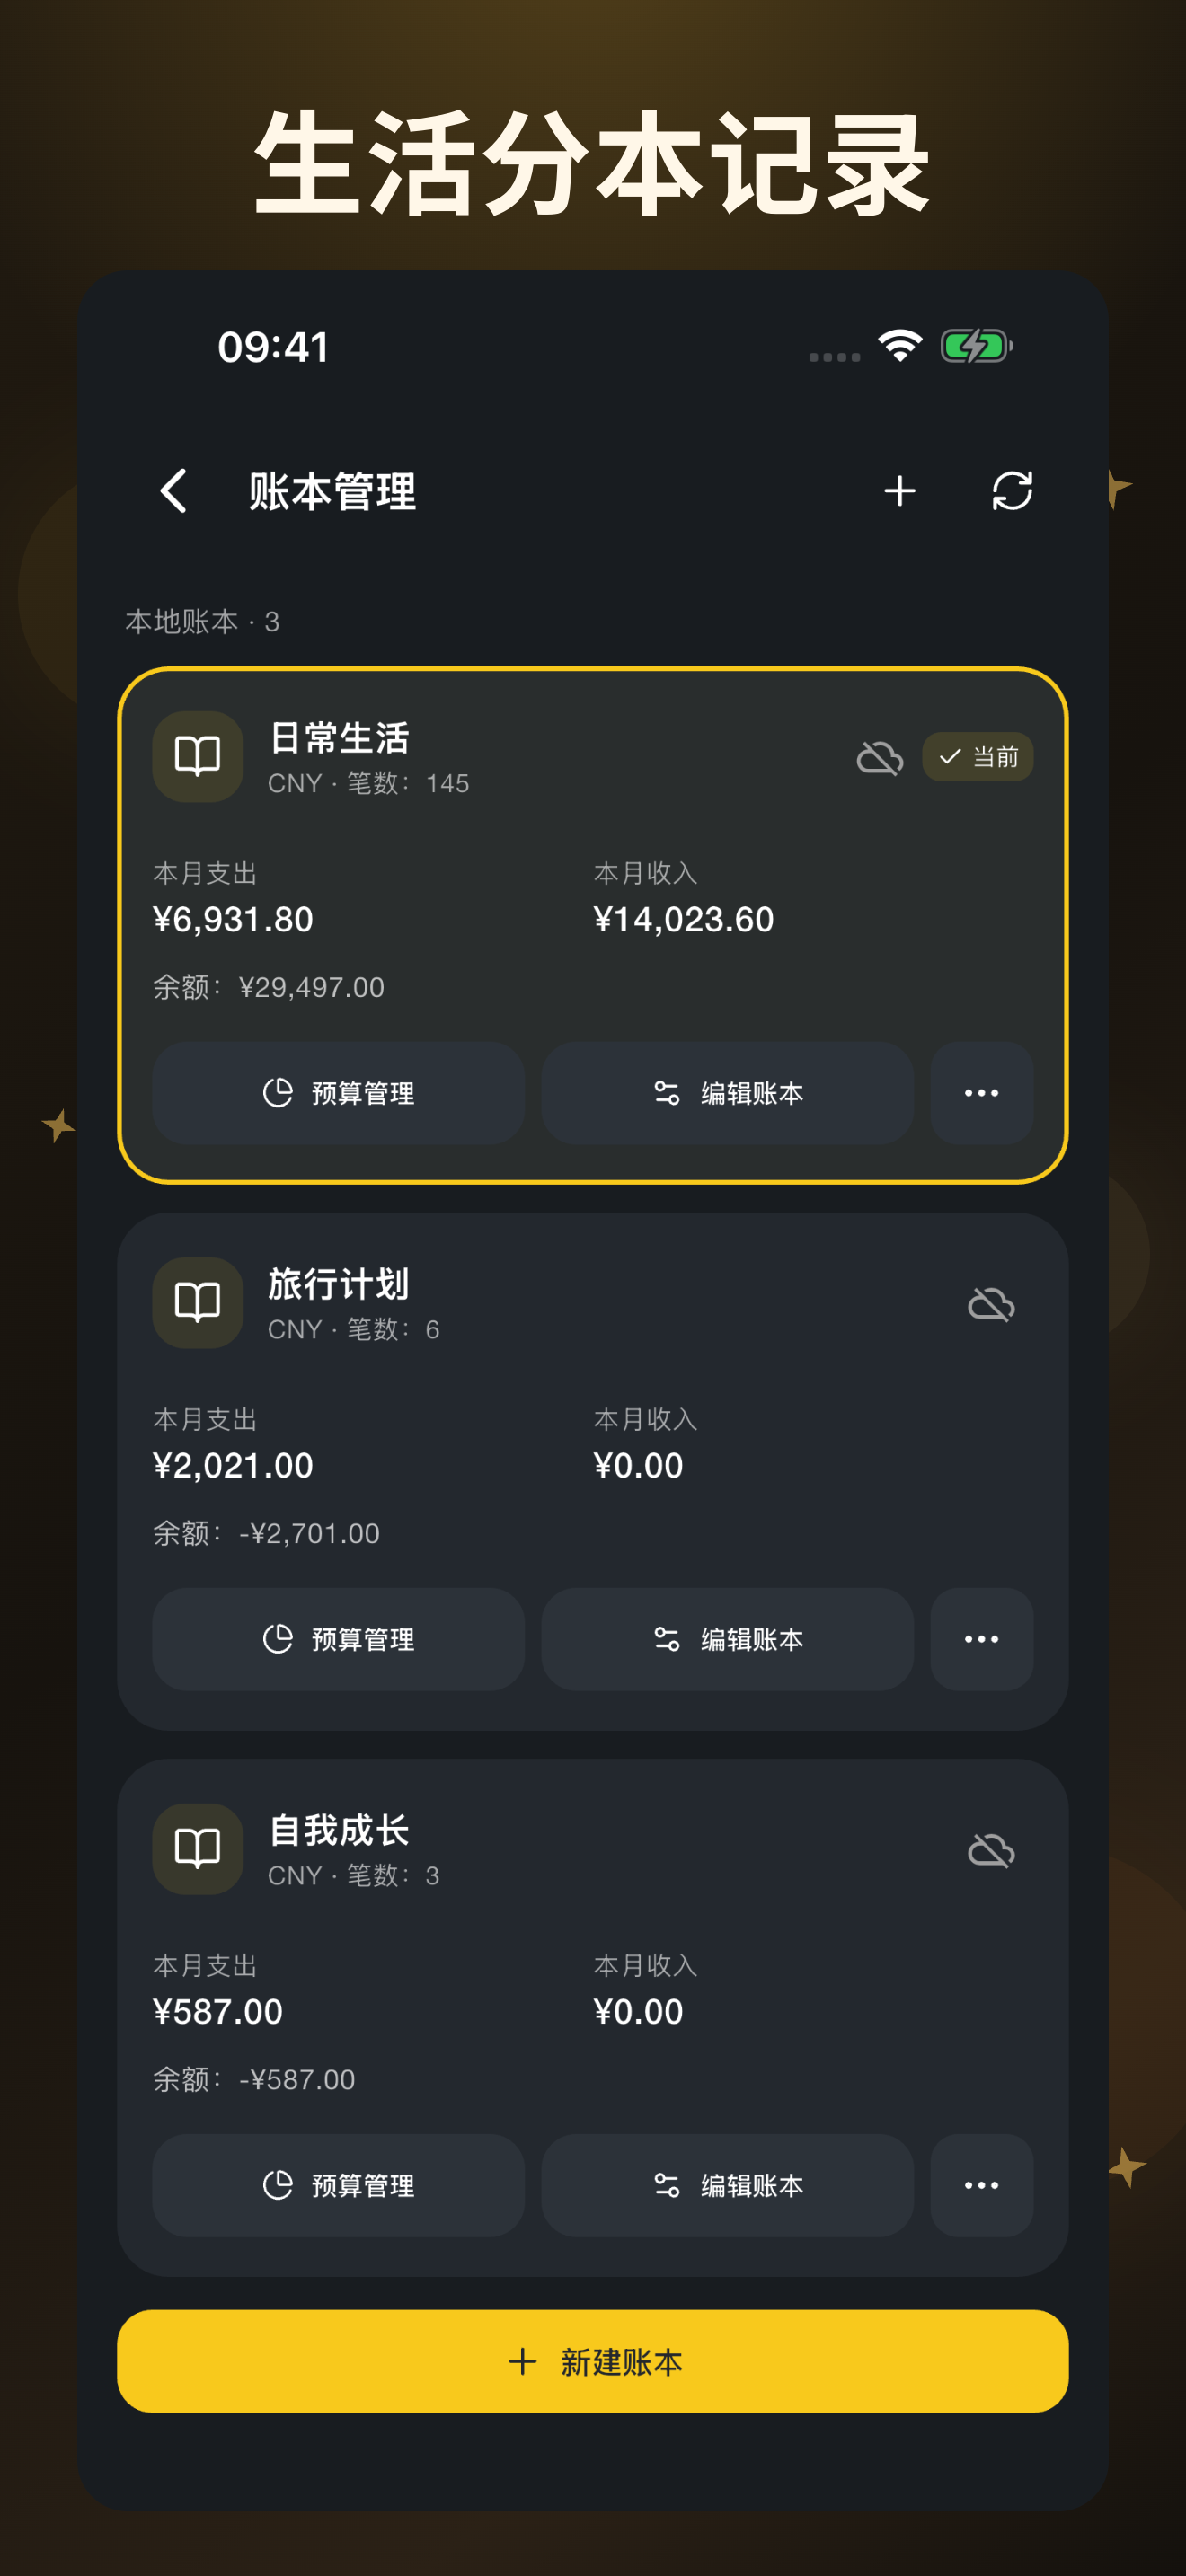 生活分本记录
09:41
账本管理
本地账本 · 3
日常生活
CNY · 笔数：145
当前
本月支出 本月收入
¥6,931.80 ¥14,023.60
余额：¥29,497.00
预算管理 编辑账本
旅行计划
CNY · 笔数：6
本月支出 本月收入
¥2,021.00 ¥0.00
余额：-¥2,701.00
预算管理 编辑账本
自我成长
CNY · 笔数：3
本月支出 本月收入
¥587.00 ¥0.00
余额：-¥587.00
预算管理 编辑账本
新建账本